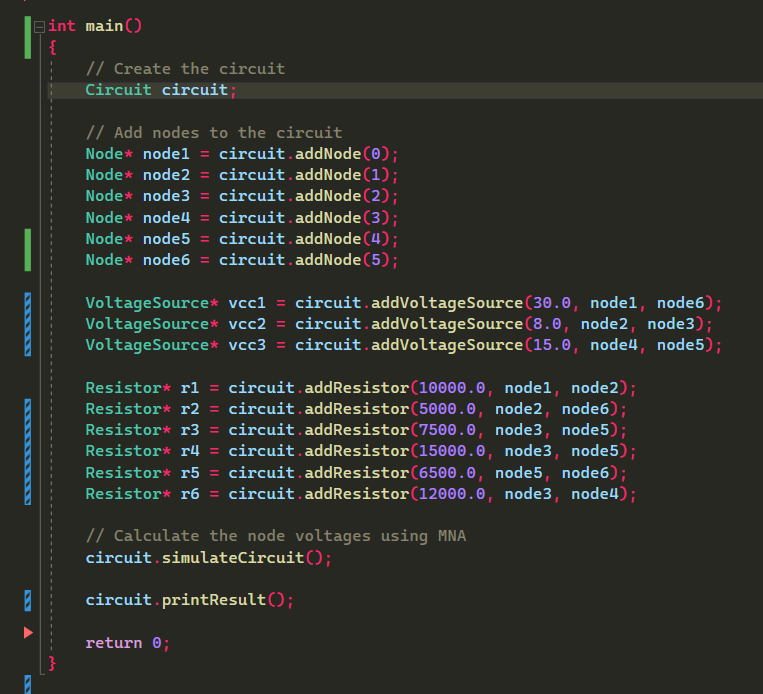 int main()
{
// Create the circuit
Circuit circuit;
// Add nodes to the circuit
Node* node1 = circuit.addNode(0);
Node* node2 = circuit.addNode(1);
Node* node3 = circuit.addNode(2);
Node* node4 = circuit.addNode(3);
Node* node5 = circuit.addNode(4);
Node* node6 = circuit.addNode(5);
VoltageSource* vcc1 = circuit.addVoltageSource(30.0, node1, node6);
VoltageSource* vcc2 = circuit.addVoltageSource(8.0, node2, node3);
VoltageSource* vcc3 = circuit.addVoltageSource(15.0, node4, node5);
Resistor* r1 = circuit.addResistor(10000.0, node1, node2);
Resistor* r2 = circuit.addResistor(5000.0, node2, node6);
Resistor* r3 = circuit.addResistor(7500.0, node3, node5);
Resistor* r4 = circuit.addResistor(15000.0, node3, node5);
Resistor* r5 = circuit.addResistor(6500.0, node5, node6);
Resistor* r6 = circuit.addResistor(12000.0, node3, node4);
// Calculate the node voltages using MNA
circuit.simulateCircuit();
circuit.printResult();
return 0;
}